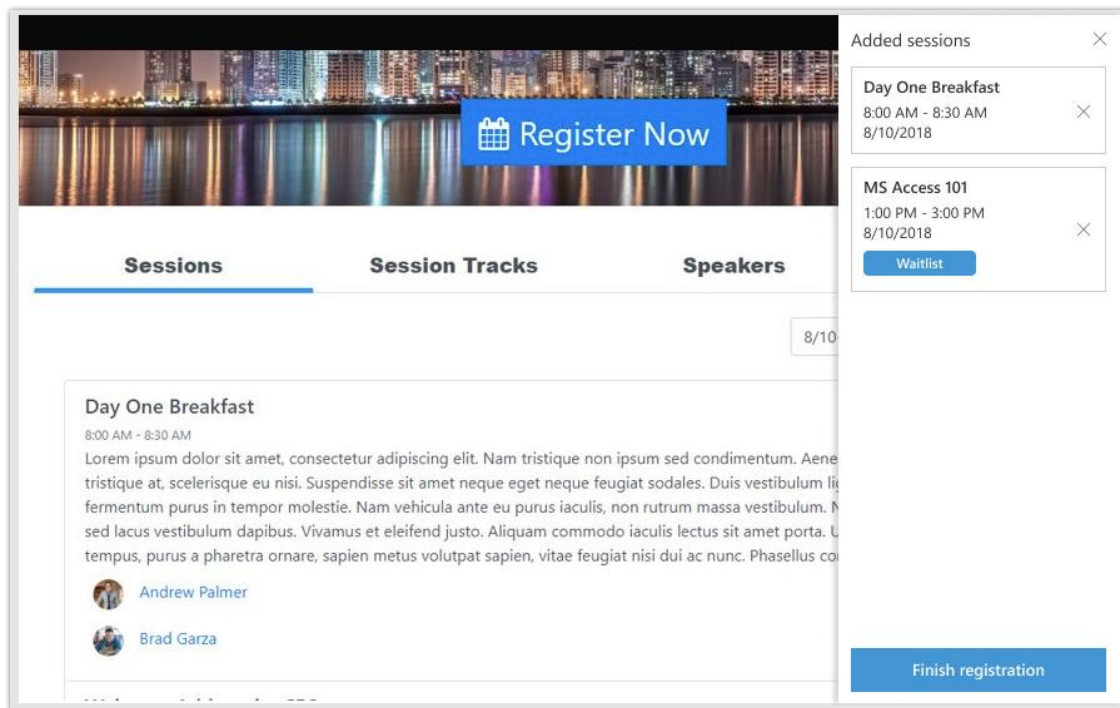 Register Now
Sessions
Session Tracks
Speakers
8/10
Day One Breakfast
8:00 AM - 8:30 AM
Lorem ipsum dolor sit amet, consectetur adipiscing elit. Nam tristique non ipsum sed condimentum. Aene
tristique at, scelerisque eu nisi. Suspendisse sit amet neque eget neque feugiat sodales. Duis vestibulum
fermentum purus in tempor molestie. Nam vehicula ante eu purus iaculis, non rutrum massa vestibulum.
sed lacus vestibulum dapibus. Vivamus et eleifend justo. Aliquam commodo iaculis lectus sit amet porta.
tempus, purus a pharetra ornare, sapien metus volutpat sapien, vitae feugiat nisi dui ac nunc. Phasellus
Andrew Palmer
Brad Garza
Added sessions
Day One Breakfast
8:00 AM - 8:30 AM
8/10/2018
MS Access 101
1:00 PM - 3:00 PM
8/10/2018
Waitlist
Finish registration